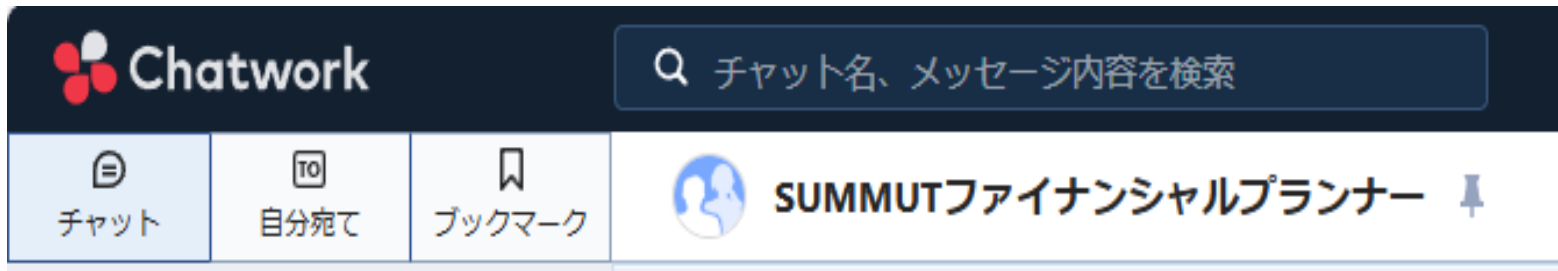 Chatwork
チャット名、メッセージ内容を検索
チャット
TO
自分宛て
ブックマーク
SUMMUTファイナンシャルプランナー